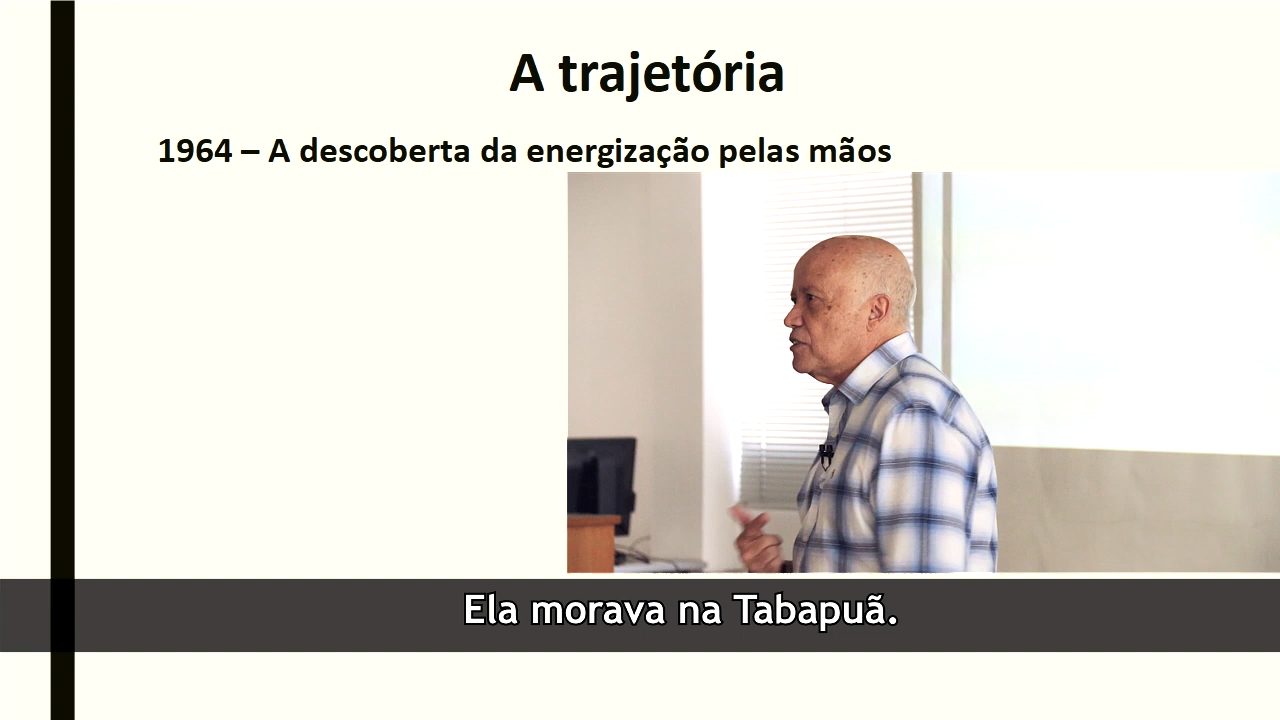 A trajetória
1964 – A descoberta da energização pelas mãos
Ela morava na Tabapuã.